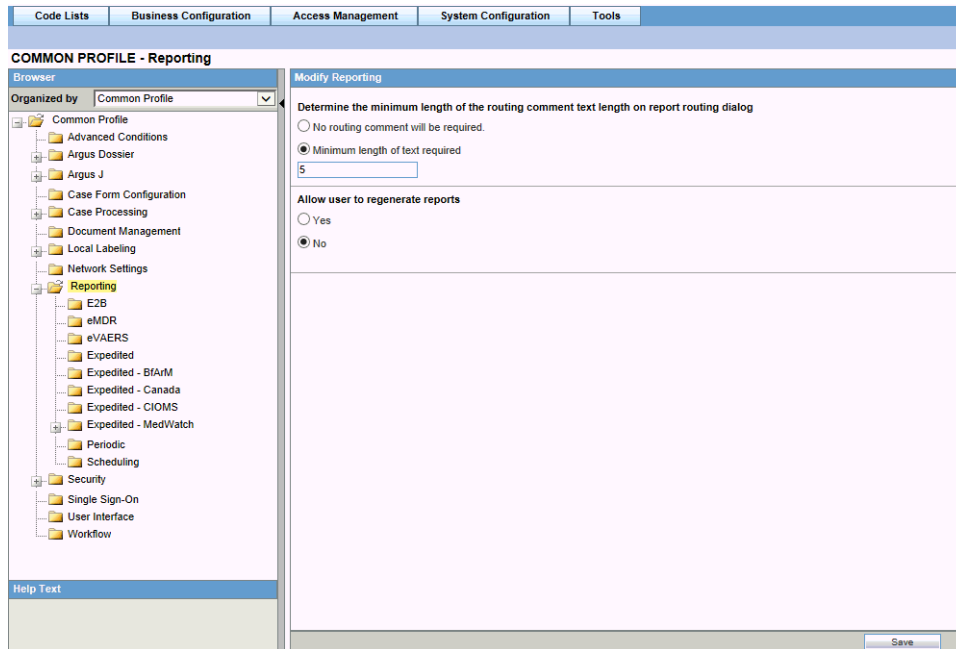 Code Lists Business Configuration Access Management System Configuration Tools
COMMON PROFILE - Reporting
Browser
Organized by Common Profile
Common Profile
Advanced Conditions
Argus Dossier
Argus J
Case Form Configuration
Case Processing
Document Management
Local Labeling
Network Settings
Reporting
E2B
eMDR
eVAERS
Expedited
Expedited - BfArM
Expedited - Canada
Expedited - CIOMS
Expedited - MedWatch
Periodic
Scheduling
Security
Single Sign-On
User Interface
Workflow
Help Text
Modify Reporting
Determine the minimum length of the routing comment text length on report routing dialog
No routing comment will be required.
Minimum length of text required
5
Allow user to regenerate reports
Yes
No
Save